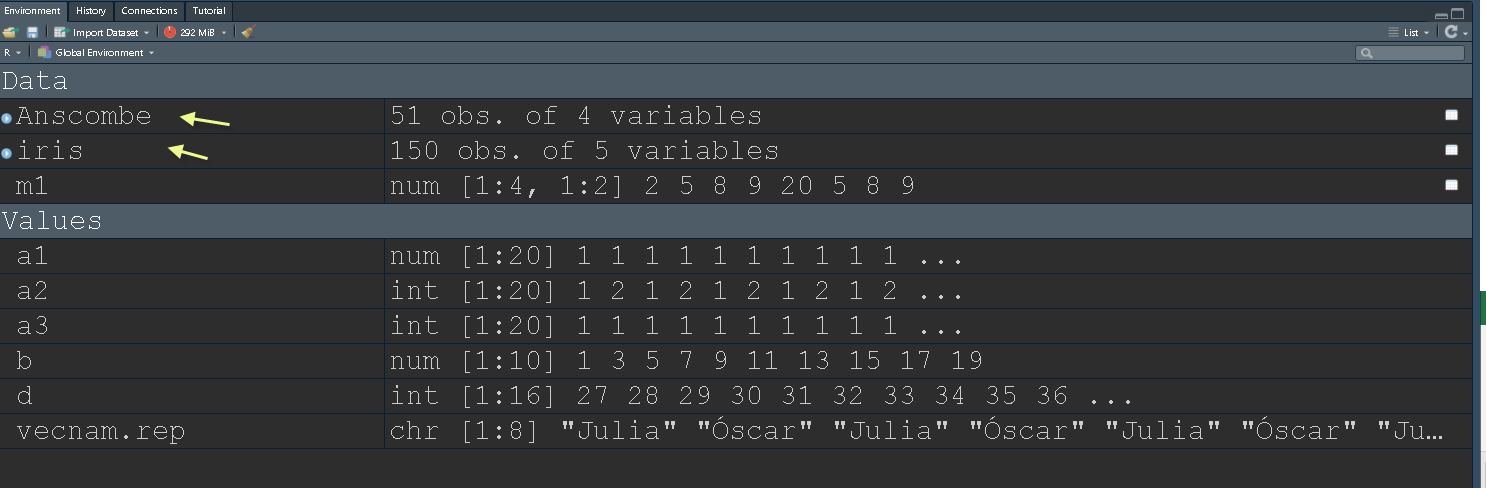 Environment History Connections Tutorial
Import Dataset 292 MiB List
R Global Environment
Data
Anscombe 51 obs. of 4 variables
iris 150 obs. of 5 variables
m1 num [1:4, 1:2] 2 5 8 9 20 5 8 9
Values
a1 num [1:20] 1 1 1 1 1 1 1 1 1 1 ...
a2 int [1:20] 1 2 1 2 1 2 1 2 1 2 ...
a3 int [1:20] 1 1 1 1 1 1 1 1 1 1 ...
b num [1:10] 1 3 5 7 9 11 13 15 17 19
d int [1:16] 27 28 29 30 31 32 33 34 35 36 ...
vecnam.rep chr [1:8] "Julia" "Óscar" "Julia" "Óscar" "Julia" "Óscar" "Ju…